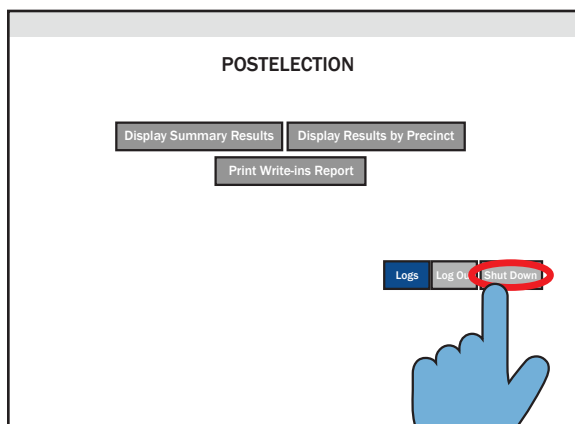 POSTELECTION
Display Summary Results Display Results by Precinct
Print Write-ins Report
Logs Log Ou Shut Down